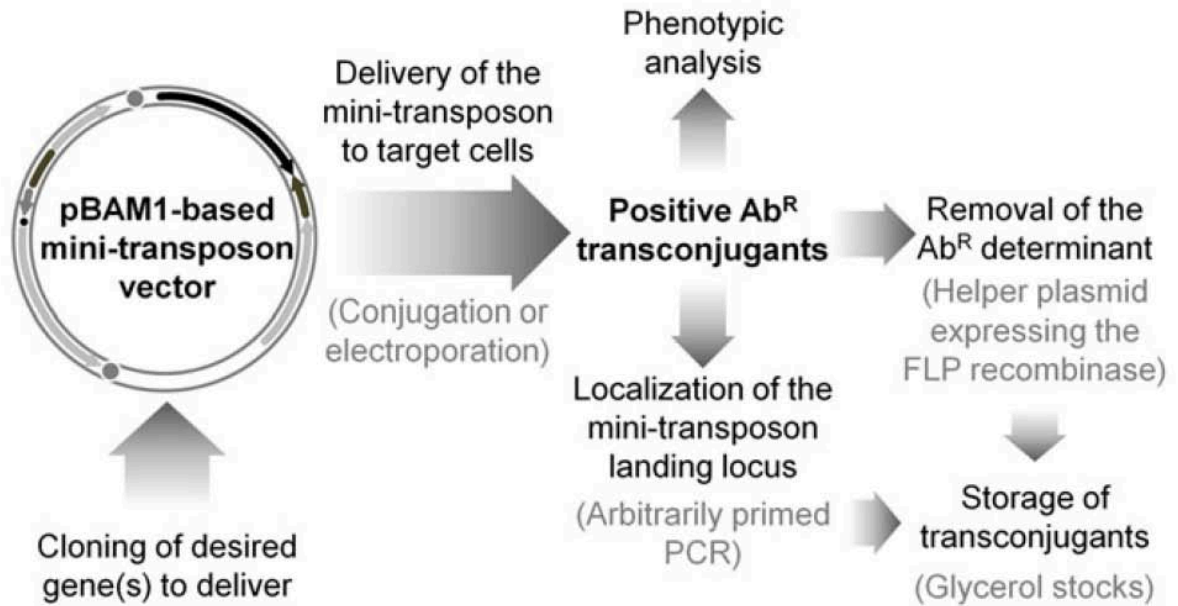 pBAM1-based
mini-transposon
vector
Cloning of desired
gene(s) to deliver
Delivery of the
mini-transposon
to target cells
(Conjugation or
electroporation)
Phenotypic
analysis
Positive Abᴿ
transconjugants
Localization of the
mini-transposon
landing locus
(Arbitrarily primed
PCR)
Removal of the
Abᴿ determinant
(Helper plasmid
expressing the
FLP recombinase)
Storage of
transconjugants
(Glycerol stocks)